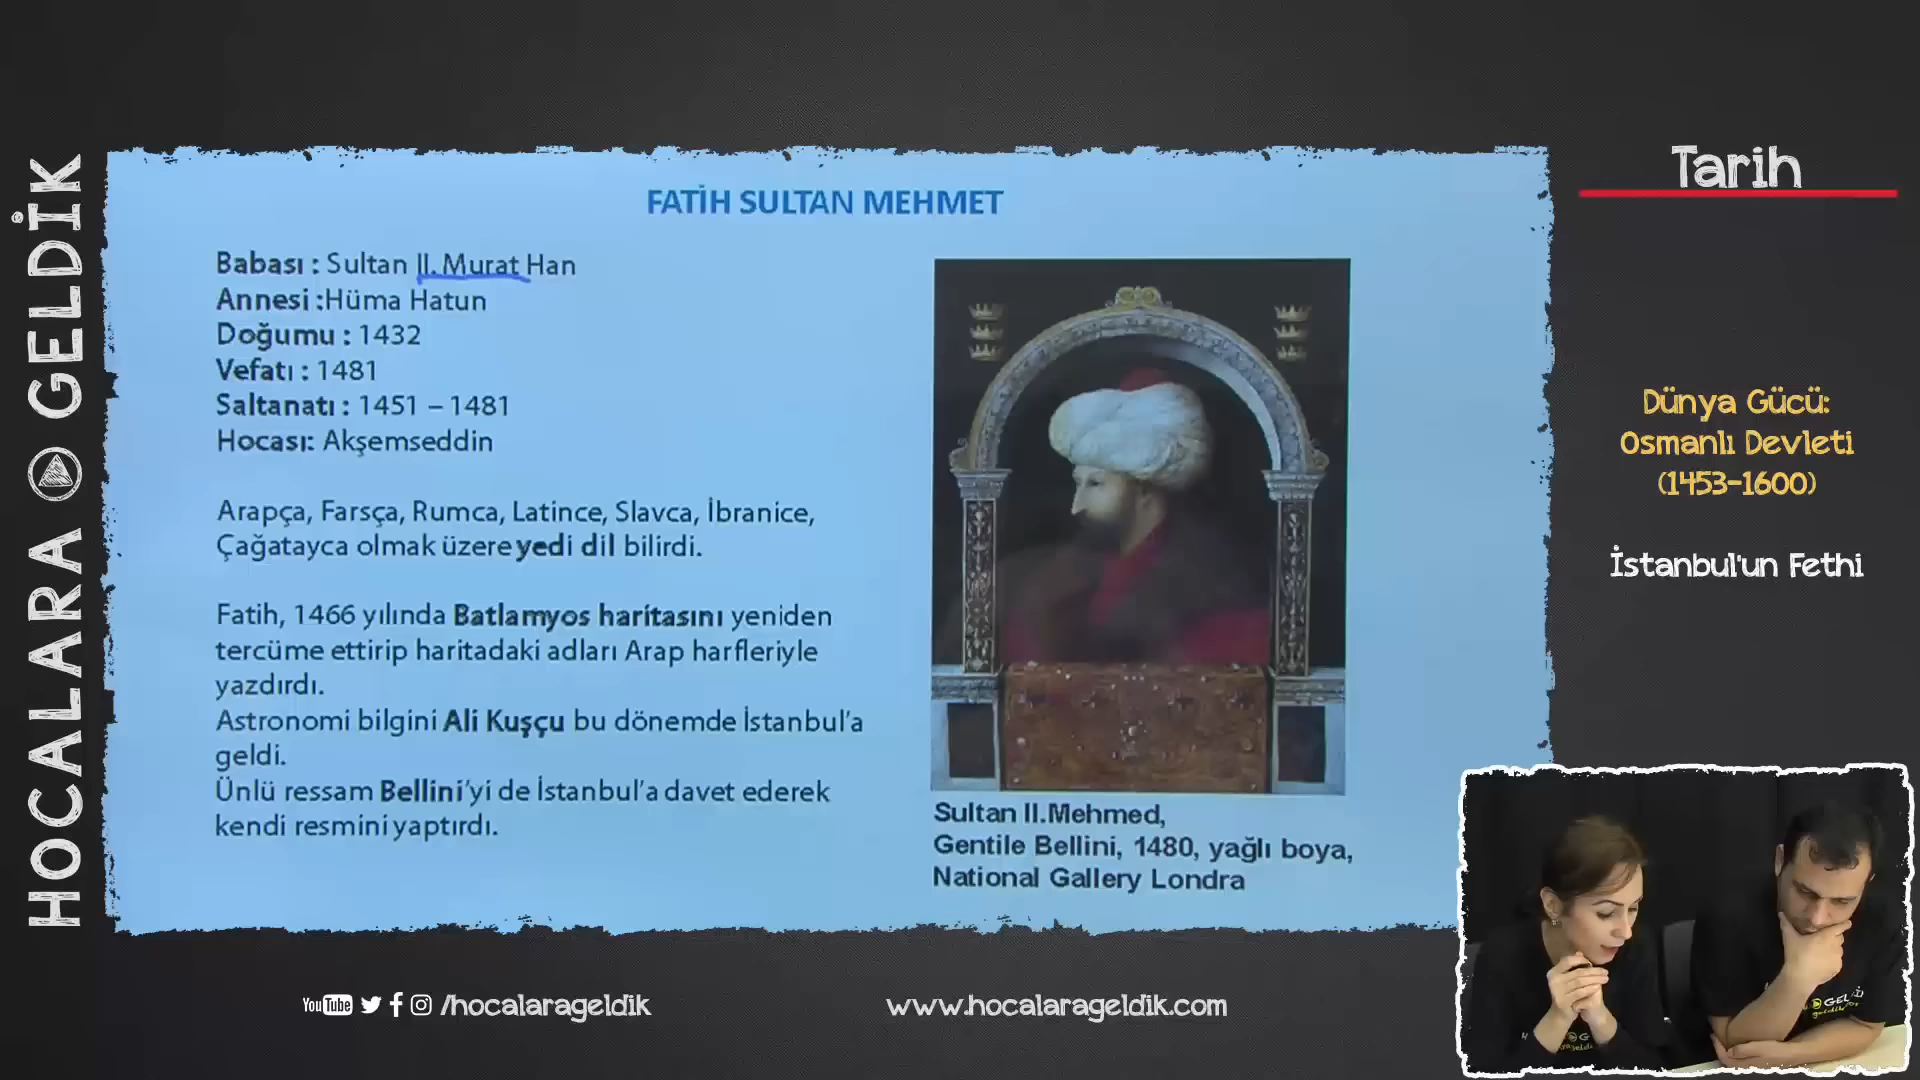 HOCALARA GELDİK
FATİH SULTAN MEHMET
Babası : Sultan II. Murat Han
Annesi :Hüma Hatun
Doğumu : 1432
Vefatı : 1481
Saltanatı : 1451 – 1481
Hocası: Akşemseddin
Arapça, Farsça, Rumca, Latince, Slavca, İbranice,
Çağatayca olmak üzere yedi dil bilirdi.
Fatih, 1466 yılında Batlamyos haritasını yeniden
tercüme ettirip haritadaki adları Arap harfleriyle
yazdırdı.
Astronomi bilgini Ali Kuşçu bu dönemde İstanbul'a
geldi.
Ünlü ressam Bellini'yi de İstanbul'a davet ederek
kendi resmini yaptırdı.
Sultan II.Mehmed,
Gentile Bellini, 1480, yağlı boya,
National Gallery Londra
Tarih
Dünya Gücü:
Osmanlı Devleti
(1453-1600)
İstanbul'un Fethi
YouTube /hocalarageldik
www.hocalarageldik.com